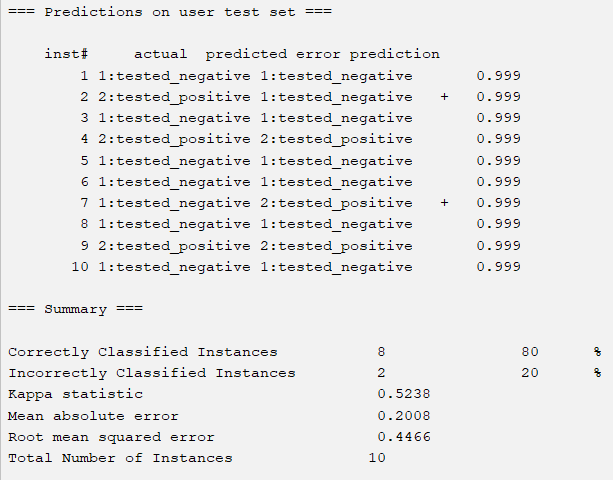 === Predictions on user test set ===
inst# actual predicted error prediction
1 1:tested_negative 1:tested_negative 0.999
2 2:tested_positive 1:tested_negative + 0.999
3 1:tested_negative 1:tested_negative 0.999
4 2:tested_positive 2:tested_positive 0.999
5 1:tested_negative 1:tested_negative 0.999
6 1:tested_negative 1:tested_negative 0.999
7 1:tested_negative 2:tested_positive + 0.999
8 1:tested_negative 1:tested_negative 0.999
9 2:tested_positive 2:tested_positive 0.999
10 1:tested_negative 1:tested_negative 0.999
=== Summary ===
Correctly Classified Instances 8 80 %
Incorrectly Classified Instances 2 20 %
Kappa statistic 0.5238
Mean absolute error 0.2008
Root mean squared error 0.4466
Total Number of Instances 10